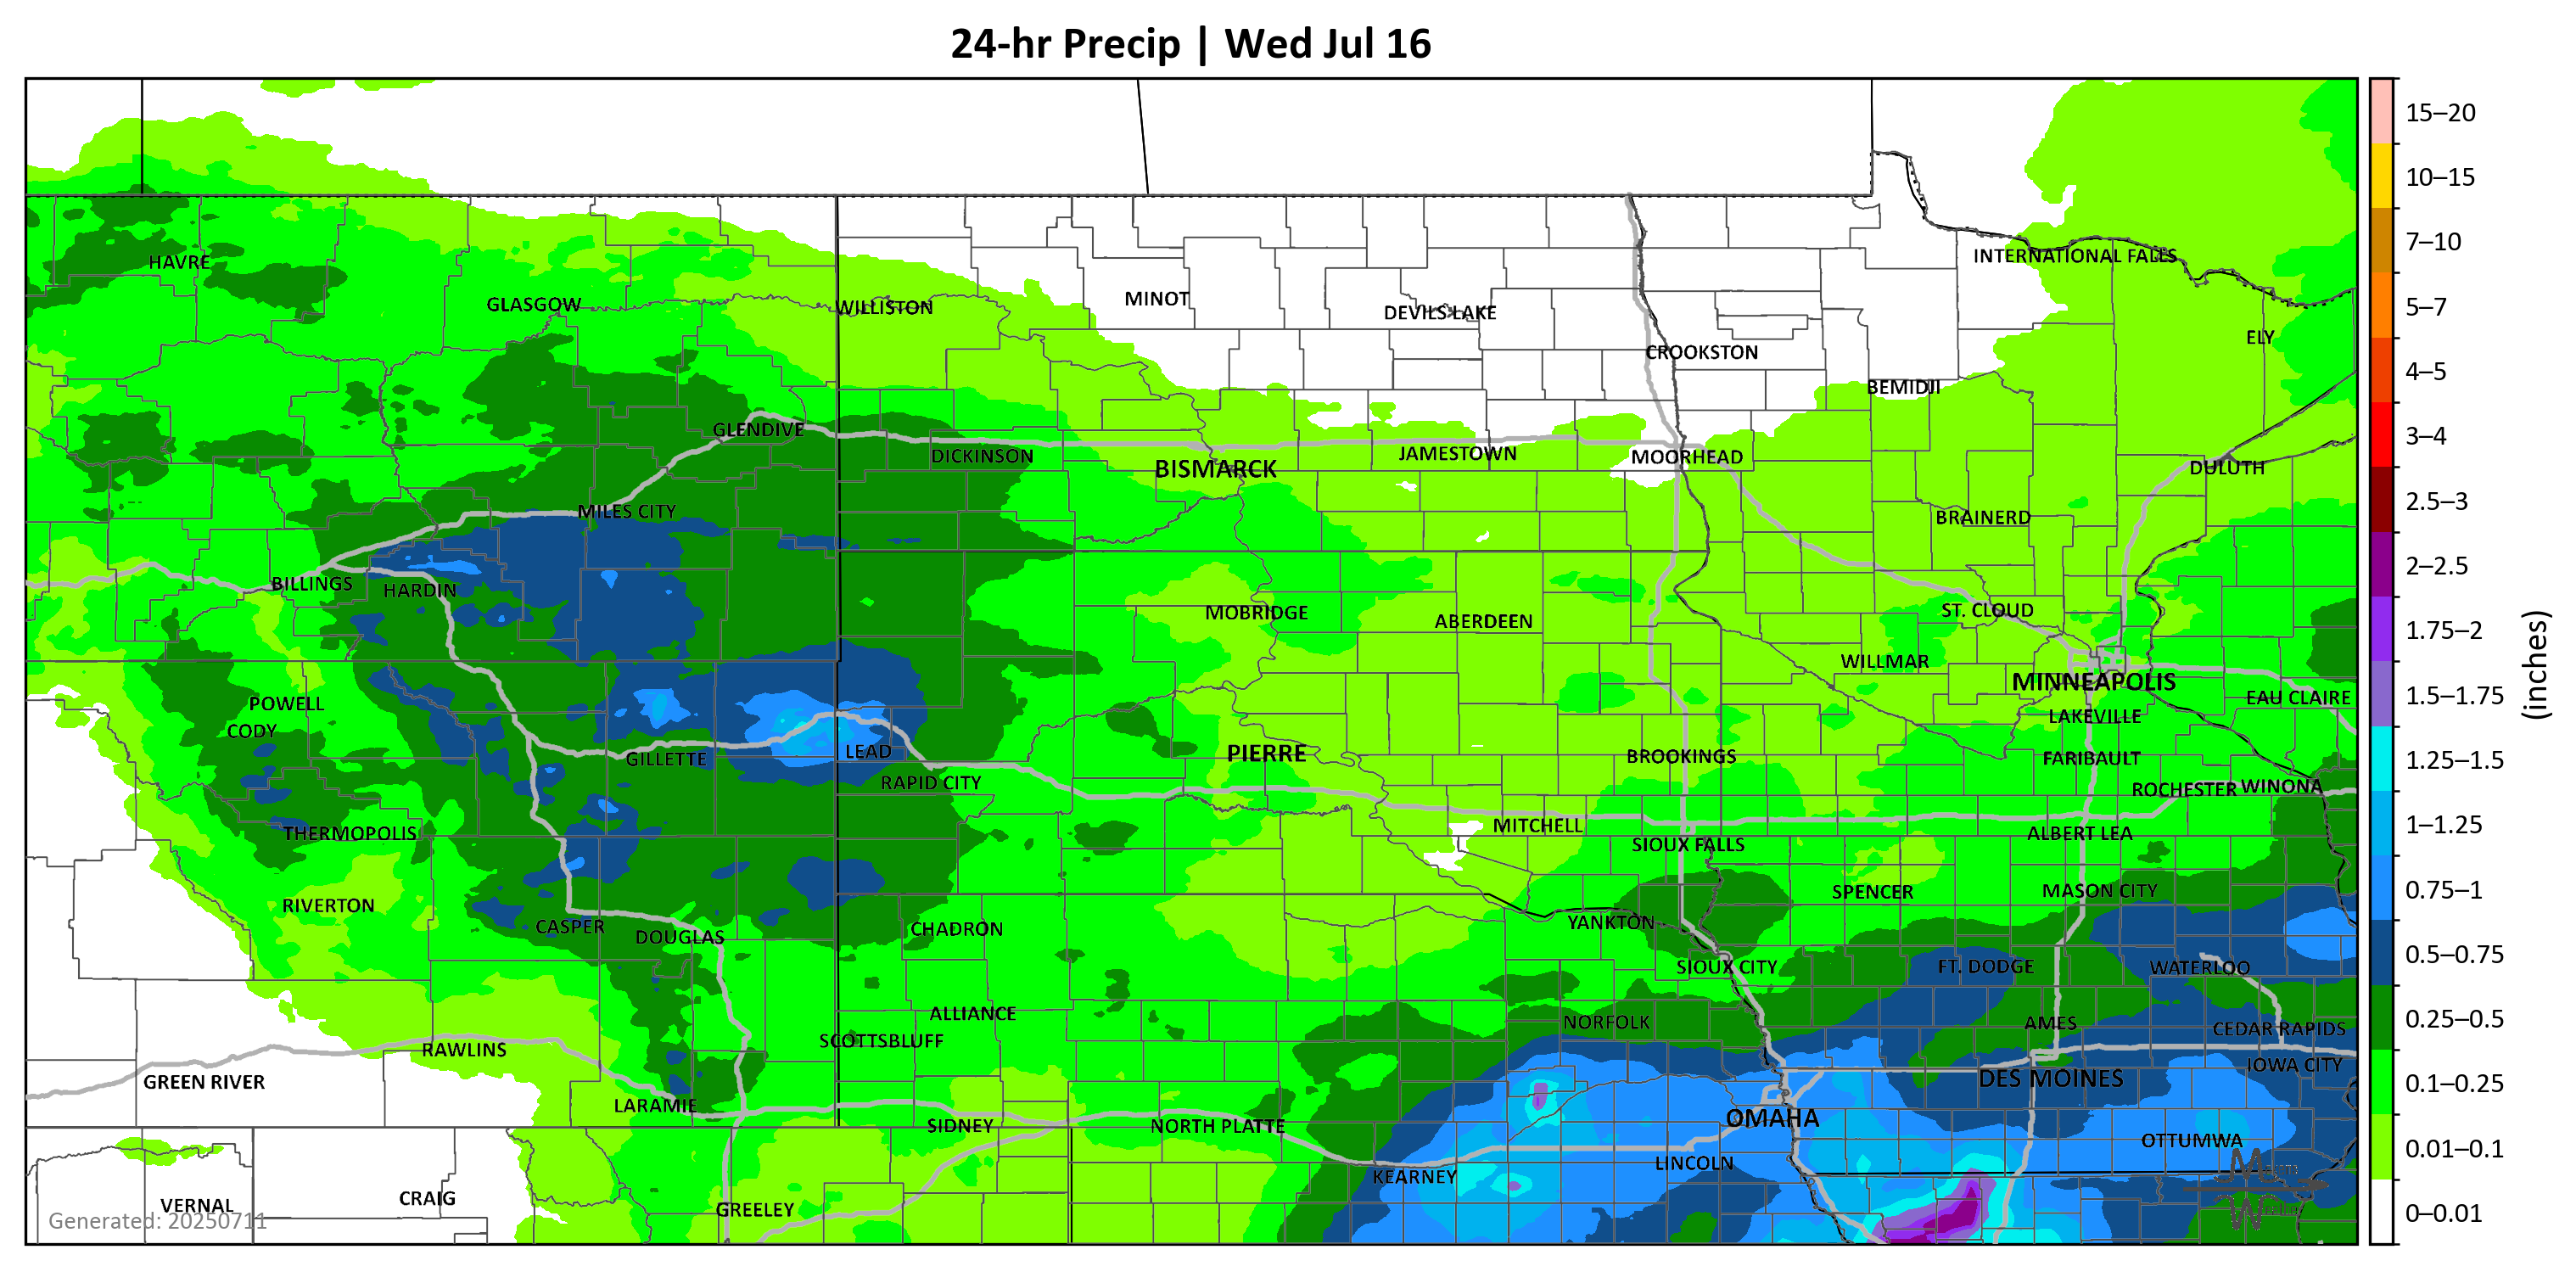 24-hr Precip | Wed Jul 16
15–20
10–15
INTERNATIONAL FALLS
7–10
HAVRE
MINOT
GLASGOW
WILLISTON
DEVILS LAKE
5–7
ELY
CROOKSTON
4–5
BEMIDJI
GLENDIVE
3–4
DICKINSON
JAMESTOWN
MOORHEAD
BISMARCK
DULUTH
2.5–3
MILES CITY
BRAINERD
2–2.5
BILLINGS
HARDIN
MOBRIDGE
ABERDEEN
ST. CLOUD
1.75–2
WILLMAR
(inches)
MINNEAPOLIS
POWELL
EAU CLAIRE
1.5–1.75
LAKEVILLE
CODY
GILLETTE
LEAD
PIERRE
BROOKINGS
FARIBAULT
1.25–1.5
RAPID CITY
ROCHESTER
WINONA
THERMOPOLIS
MITCHELL
ALBERT LEA
1–1.25
SIOUX FALLS
SPENCER
MASON CITY
0.75–1
RIVERTON
CASPER
DOUGLAS
CHADRON
YANKTON
0.5–0.75
SIOUX CITY
FT. DODGE
WATERLOO
ALLIANCE
NORFOLK
AMES
CEDAR RAPIDS
0.25–0.5
RAWLINS
SCOTTSBLUFF
IOWA CITY
GREEN RIVER
DES MOINES
0.1–0.25
LARAMIE
SIDNEY
NORTH PLATTE
OMAHA
OTTUMWA
0.01–0.1
KEARNEY
LINCOLN
VERNAL
CRAIG
GREELEY
0–0.01
Generated: 20250711